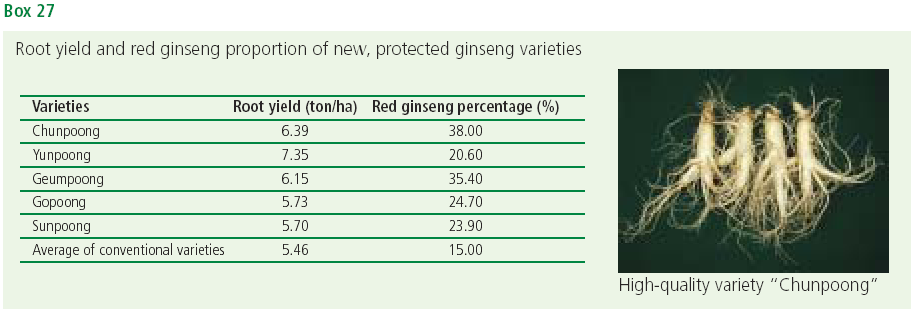 Box 27
Root yield and red ginseng proportion of new, protected ginseng varieties
Varieties Root yield (ton/ha) Red ginseng percentage (%)
Chunpoong 6.39 38.00
Yunpoong 7.35 20.60
Geumpoong 6.15 35.40
Gopoong 5.73 24.70
Sunpoong 5.70 23.90
Average of conventional varieties 5.46 15.00
High-quality variety “Chunpoong”